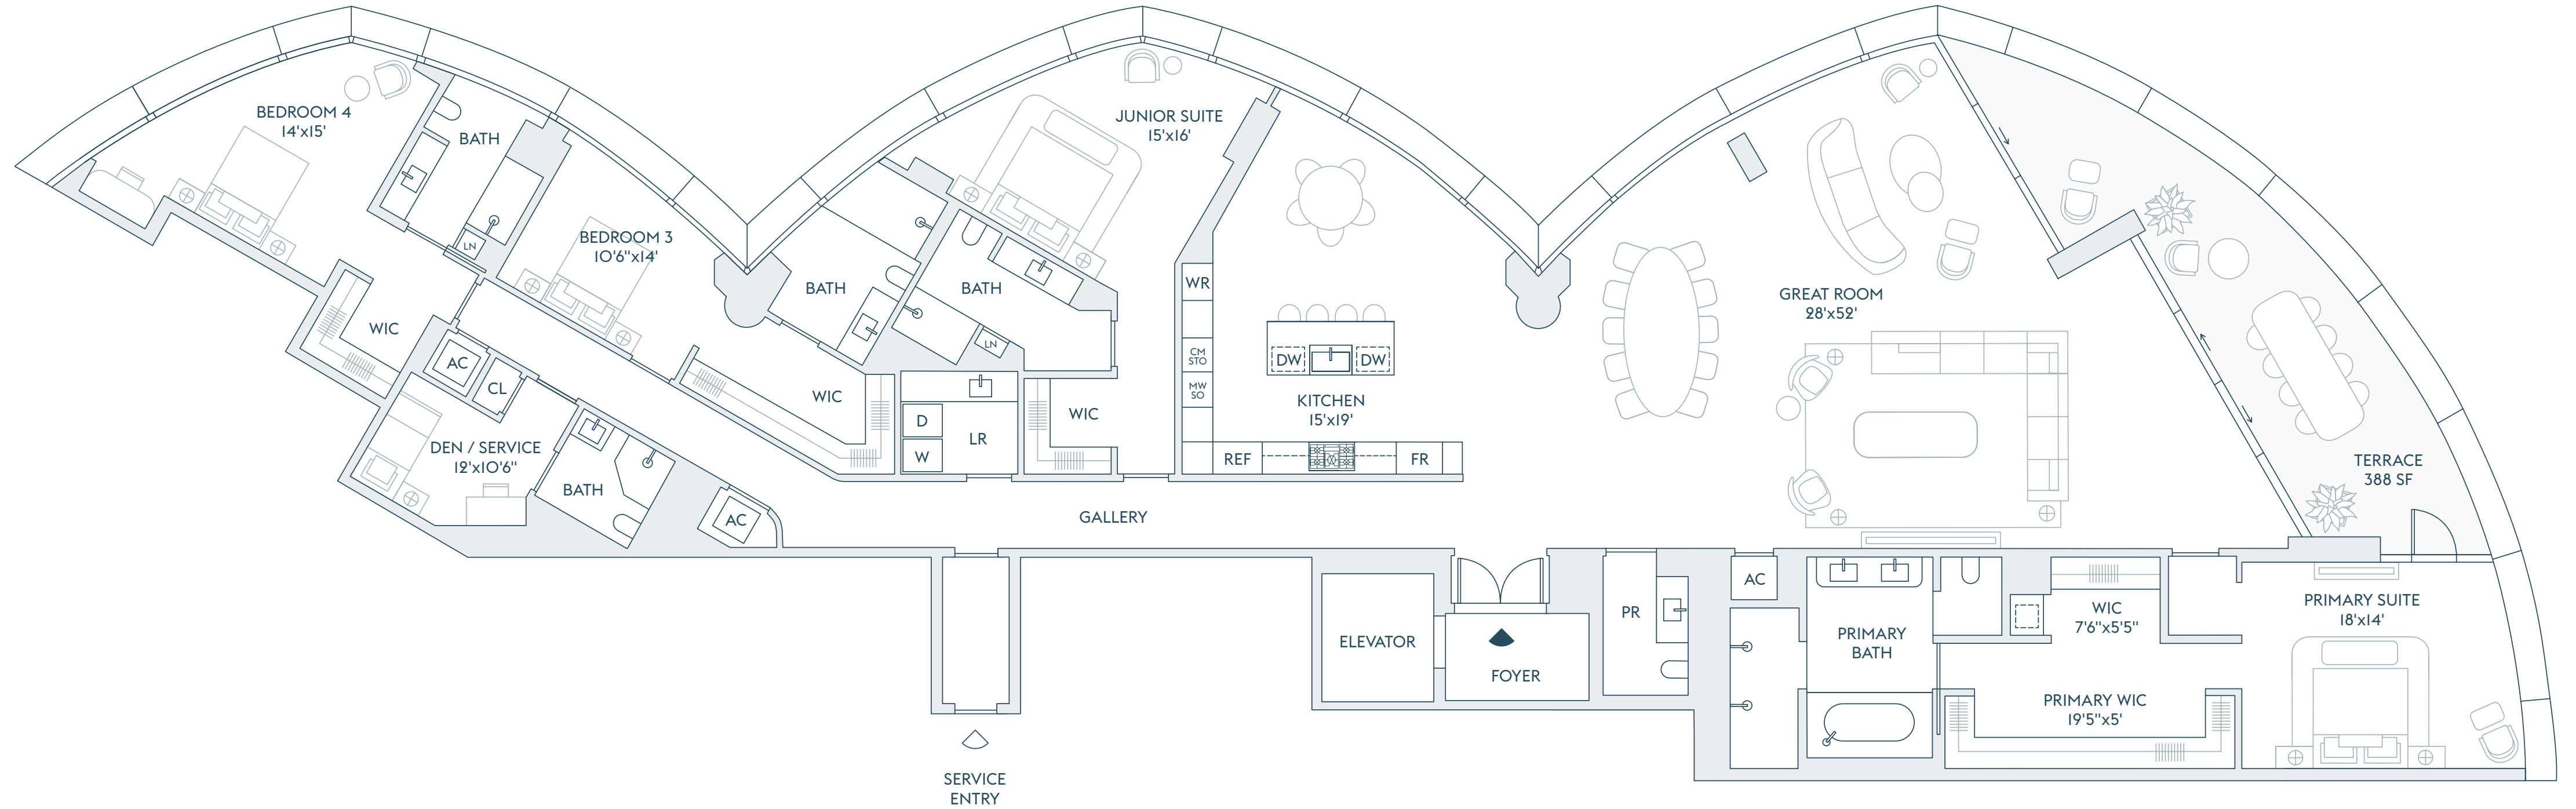 BEDROOM 4
14'x15'
BATH
LN
BEDROOM 3
10'6"x14'
WIC
AC
CL
DEN / SERVICE
12'x10'6"
BATH
AC
BATH
WIC
JUNIOR SUITE
15'x16'
BATH
LN
D
W
LR
WIC
WR
CM
STO
MW
SO
DW
DW
KITCHEN
15'x19'
REF
FR
GREAT ROOM
28'x52'
TERRACE
388 SF
GALLERY
SERVICE
ENTRY
ELEVATOR
FOYER
PR
AC
PRIMARY
BATH
WIC
7'6"x5'5"
PRIMARY WIC
19'5"x5'
PRIMARY SUITE
18'x14'